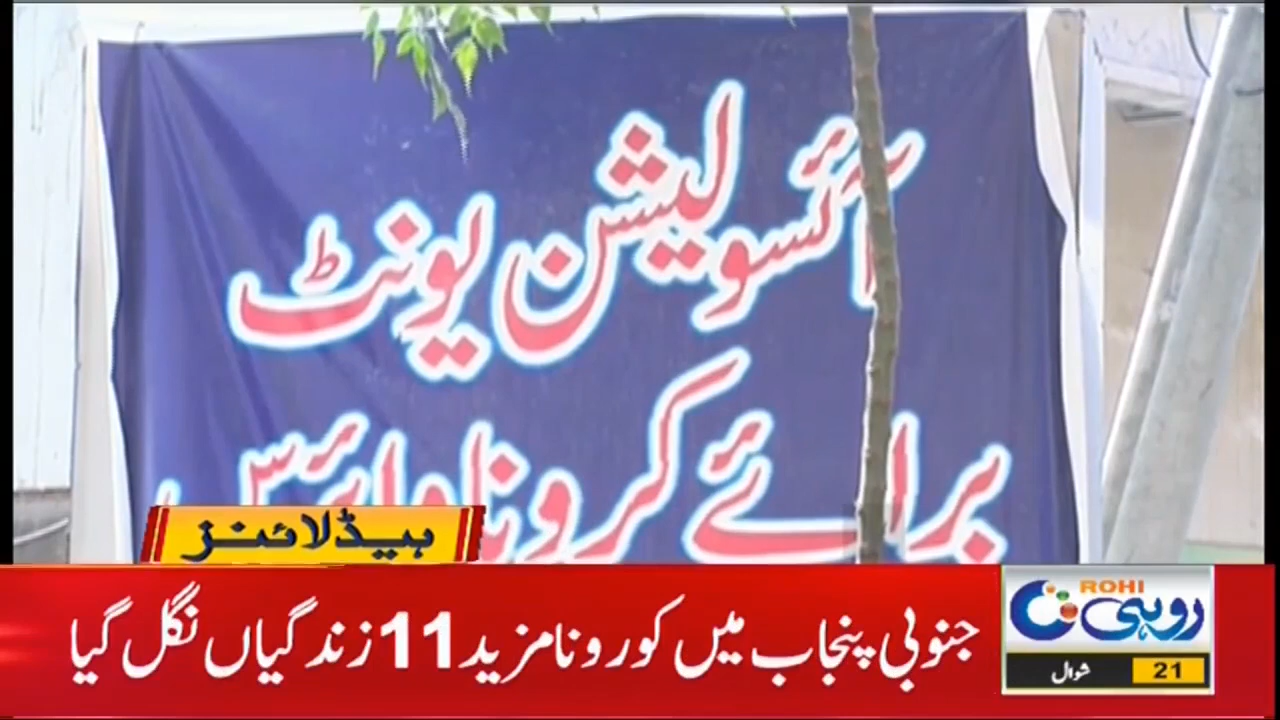 آئسولیشن یونٹ
برائے کرونا وائرس
ہیڈلائنز
جنوبی پنجاب میں کورونا مزید 11 زندگیاں نگل گیا
ROHI
روہی
21 شوال